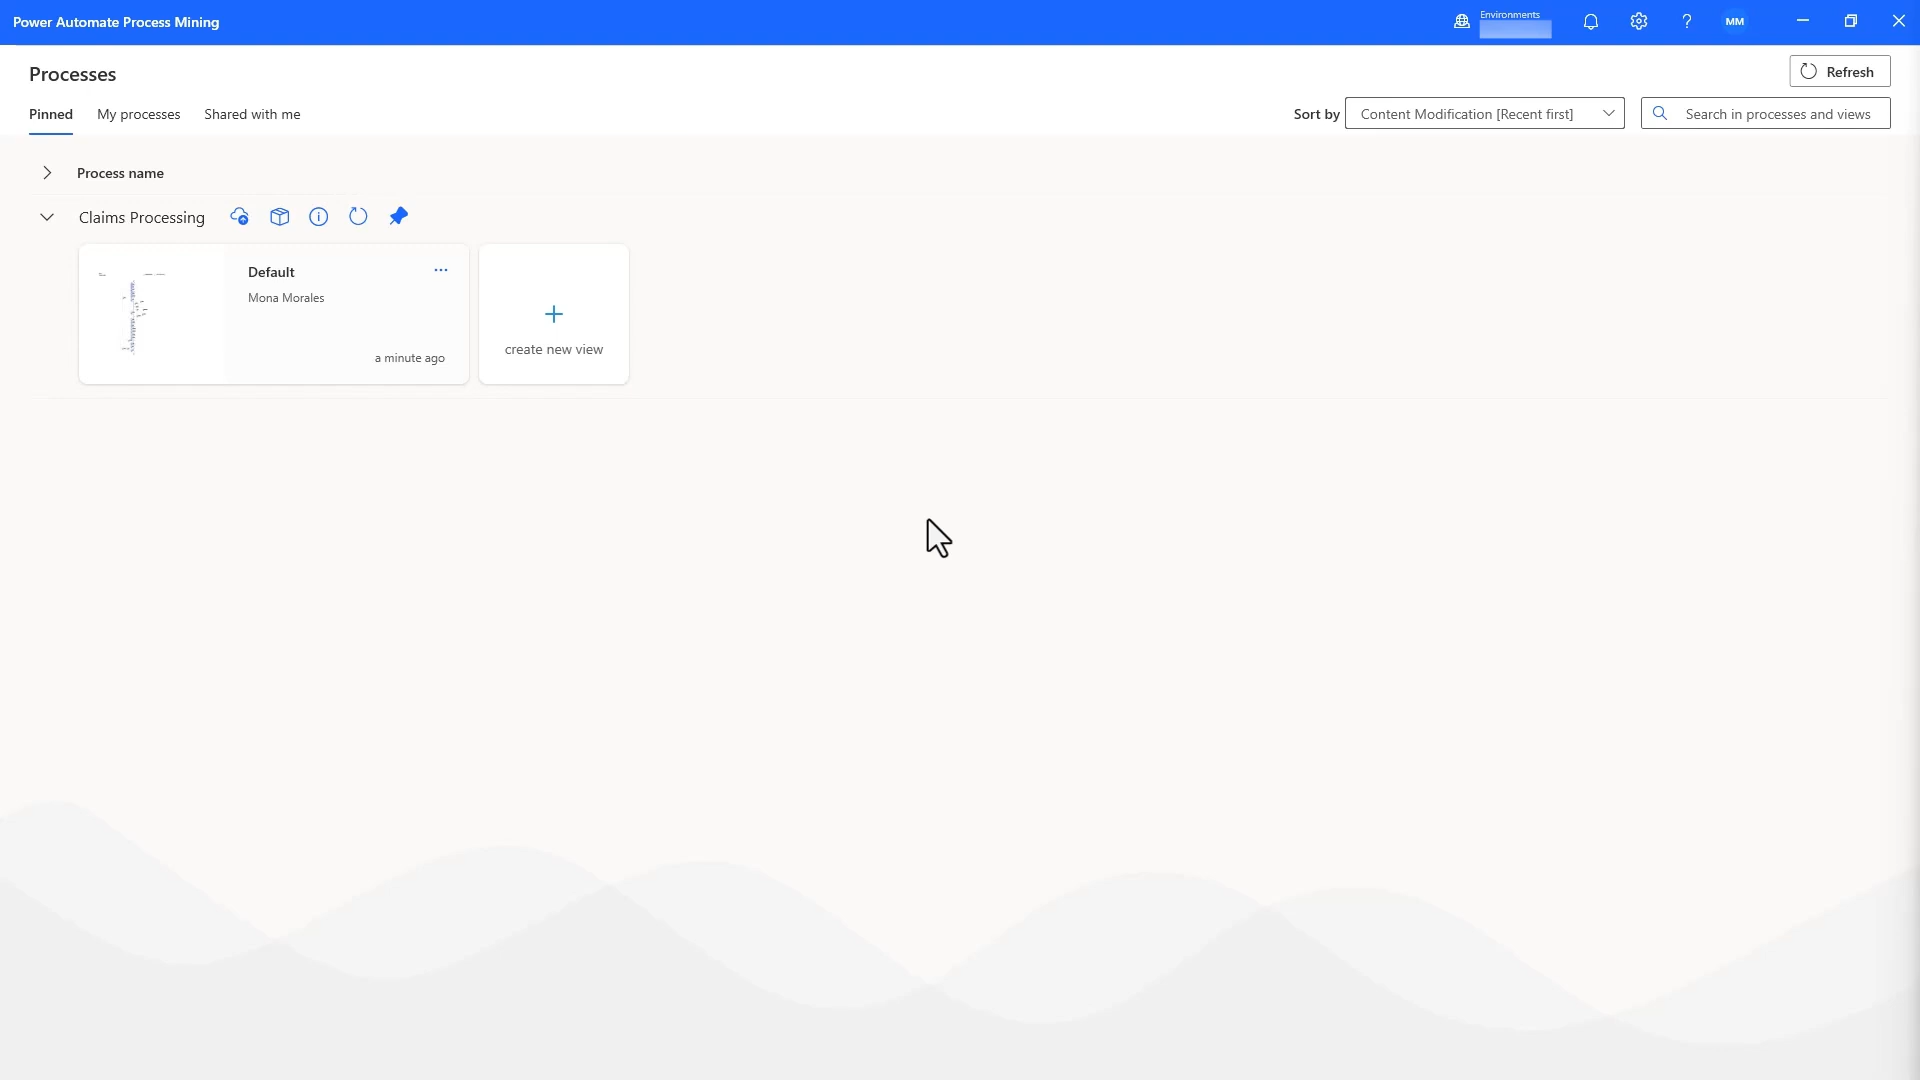 Power Automate Process Mining
Environments
MM
Processes
Refresh
Pinned
My processes
Shared with me
Sort by
Content Modification [Recent first]
Search in processes and views
Process name
Claims Processing
Default
Mona Morales
a minute ago
create new view